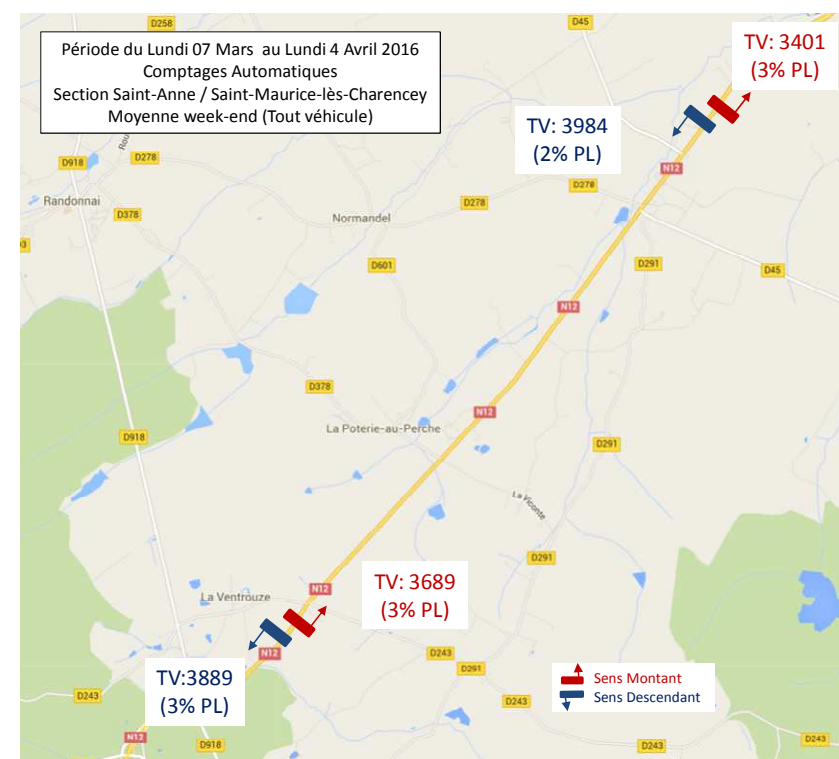 D258
D45
TV: 3401
(3% PL)
Période du Lundi 07 Mars au Lundi 4 Avril 2016
Comptages Automatiques
Section Saint-Anne / Saint-Maurice-lès-Charencey
Moyenne week-end (Tout véhicule)
TV: 3984
(2% PL)
D918
D278
N12
Randonnai
D378
D278
D278
Normandel
D601
D291
D45
N12
D378
N12
La Poterie-au-Perche
D918
D291
La Viconte
D291
TV: 3689
(3% PL)
N12
La Ventrouze
N12
D243
D291
TV:3889
(3% PL)
Sens Montant
Sens Descendant
D243
D243
N12
D918
D243
D243